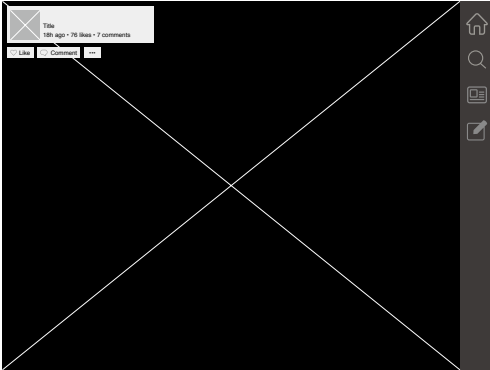 Title
18h ago • 76 likes • 7 comments
Like
Comment
•••